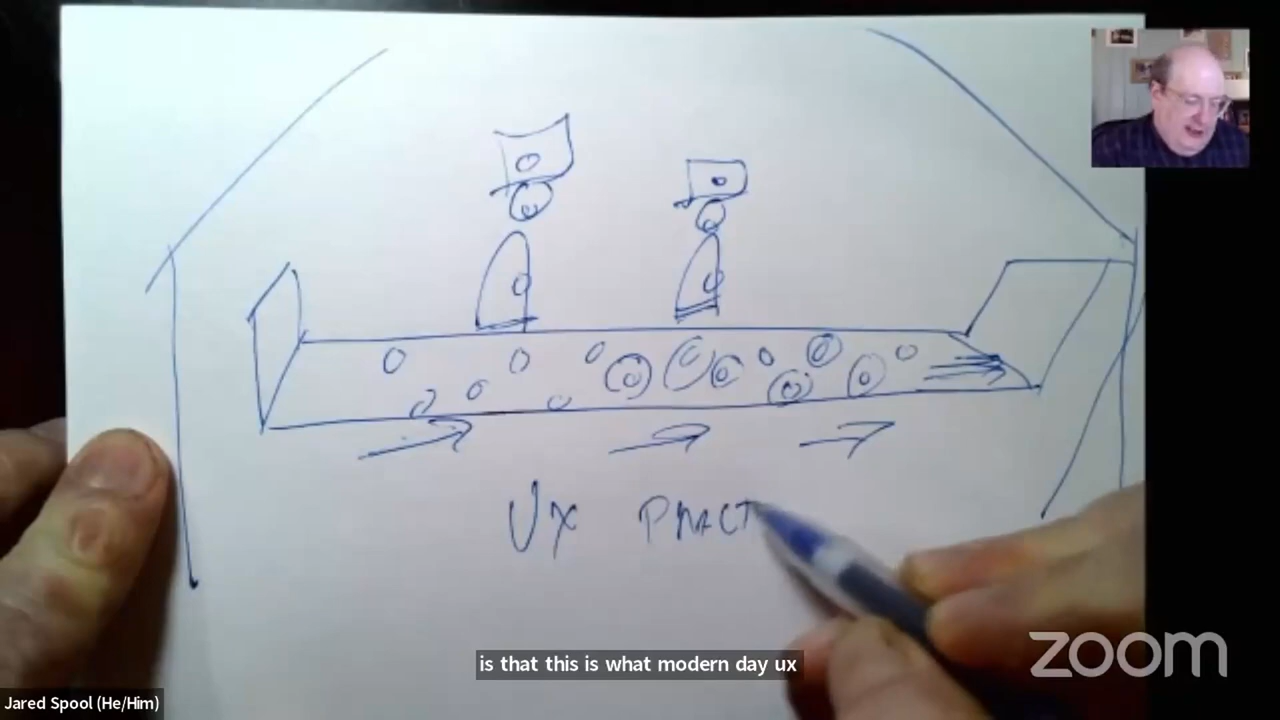 UX PRACT
is that this is what modern day ux
zoom
Jared Spool (He/Him)